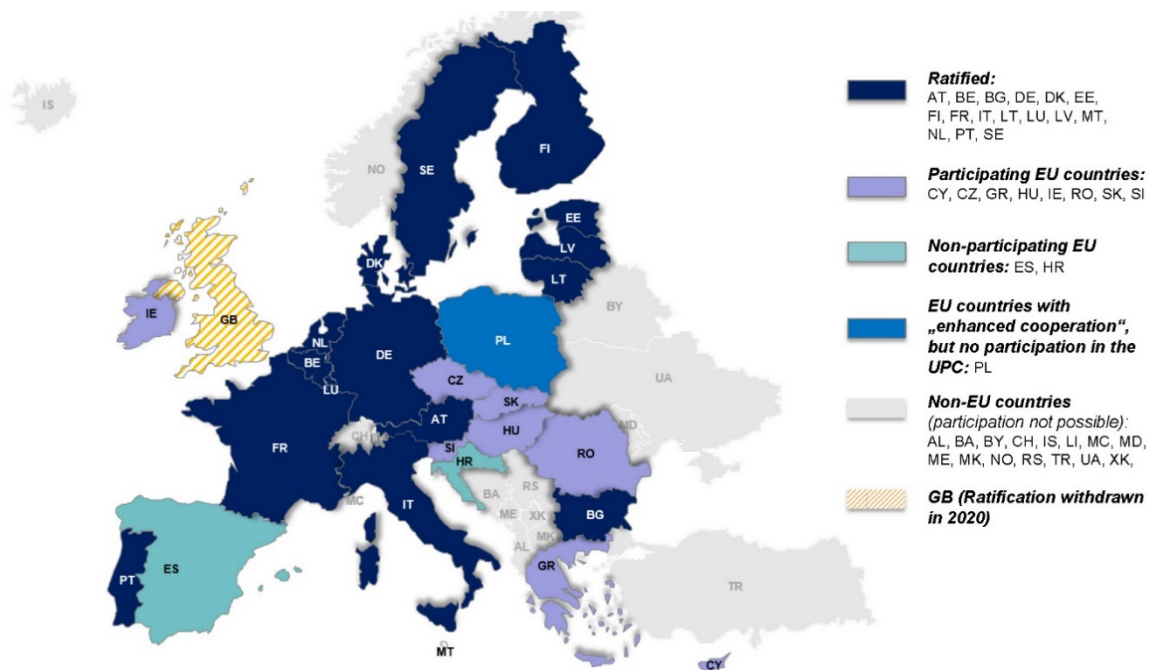 IS
NO
SE
FI
EE
LV
LT
DK
BY
IE
GB
NL
BE
LU
DE
PL
UA
CZ
SK
MD
AT
CH
HU
FR
SI
HR
RO
MC
IT
BA
RS
ME
XK
BG
MK
AL
GR
PT
ES
TR
MT
CY
Ratified:
AT, BE, BG, DE, DK, EE,
FI, FR, IT, LT, LU, LV, MT,
NL, PT, SE
Participating EU countries:
CY, CZ, GR, HU, IE, RO, SK, SI
Non-participating EU
countries: ES, HR
EU countries with
„enhanced cooperation“,
but no participation in the
UPC: PL
Non-EU countries
(participation not possible):
AL, BA, BY, CH, IS, LI, MC, MD,
ME, MK, NO, RS, TR, UA, XK,
GB (Ratification withdrawn
in 2020)